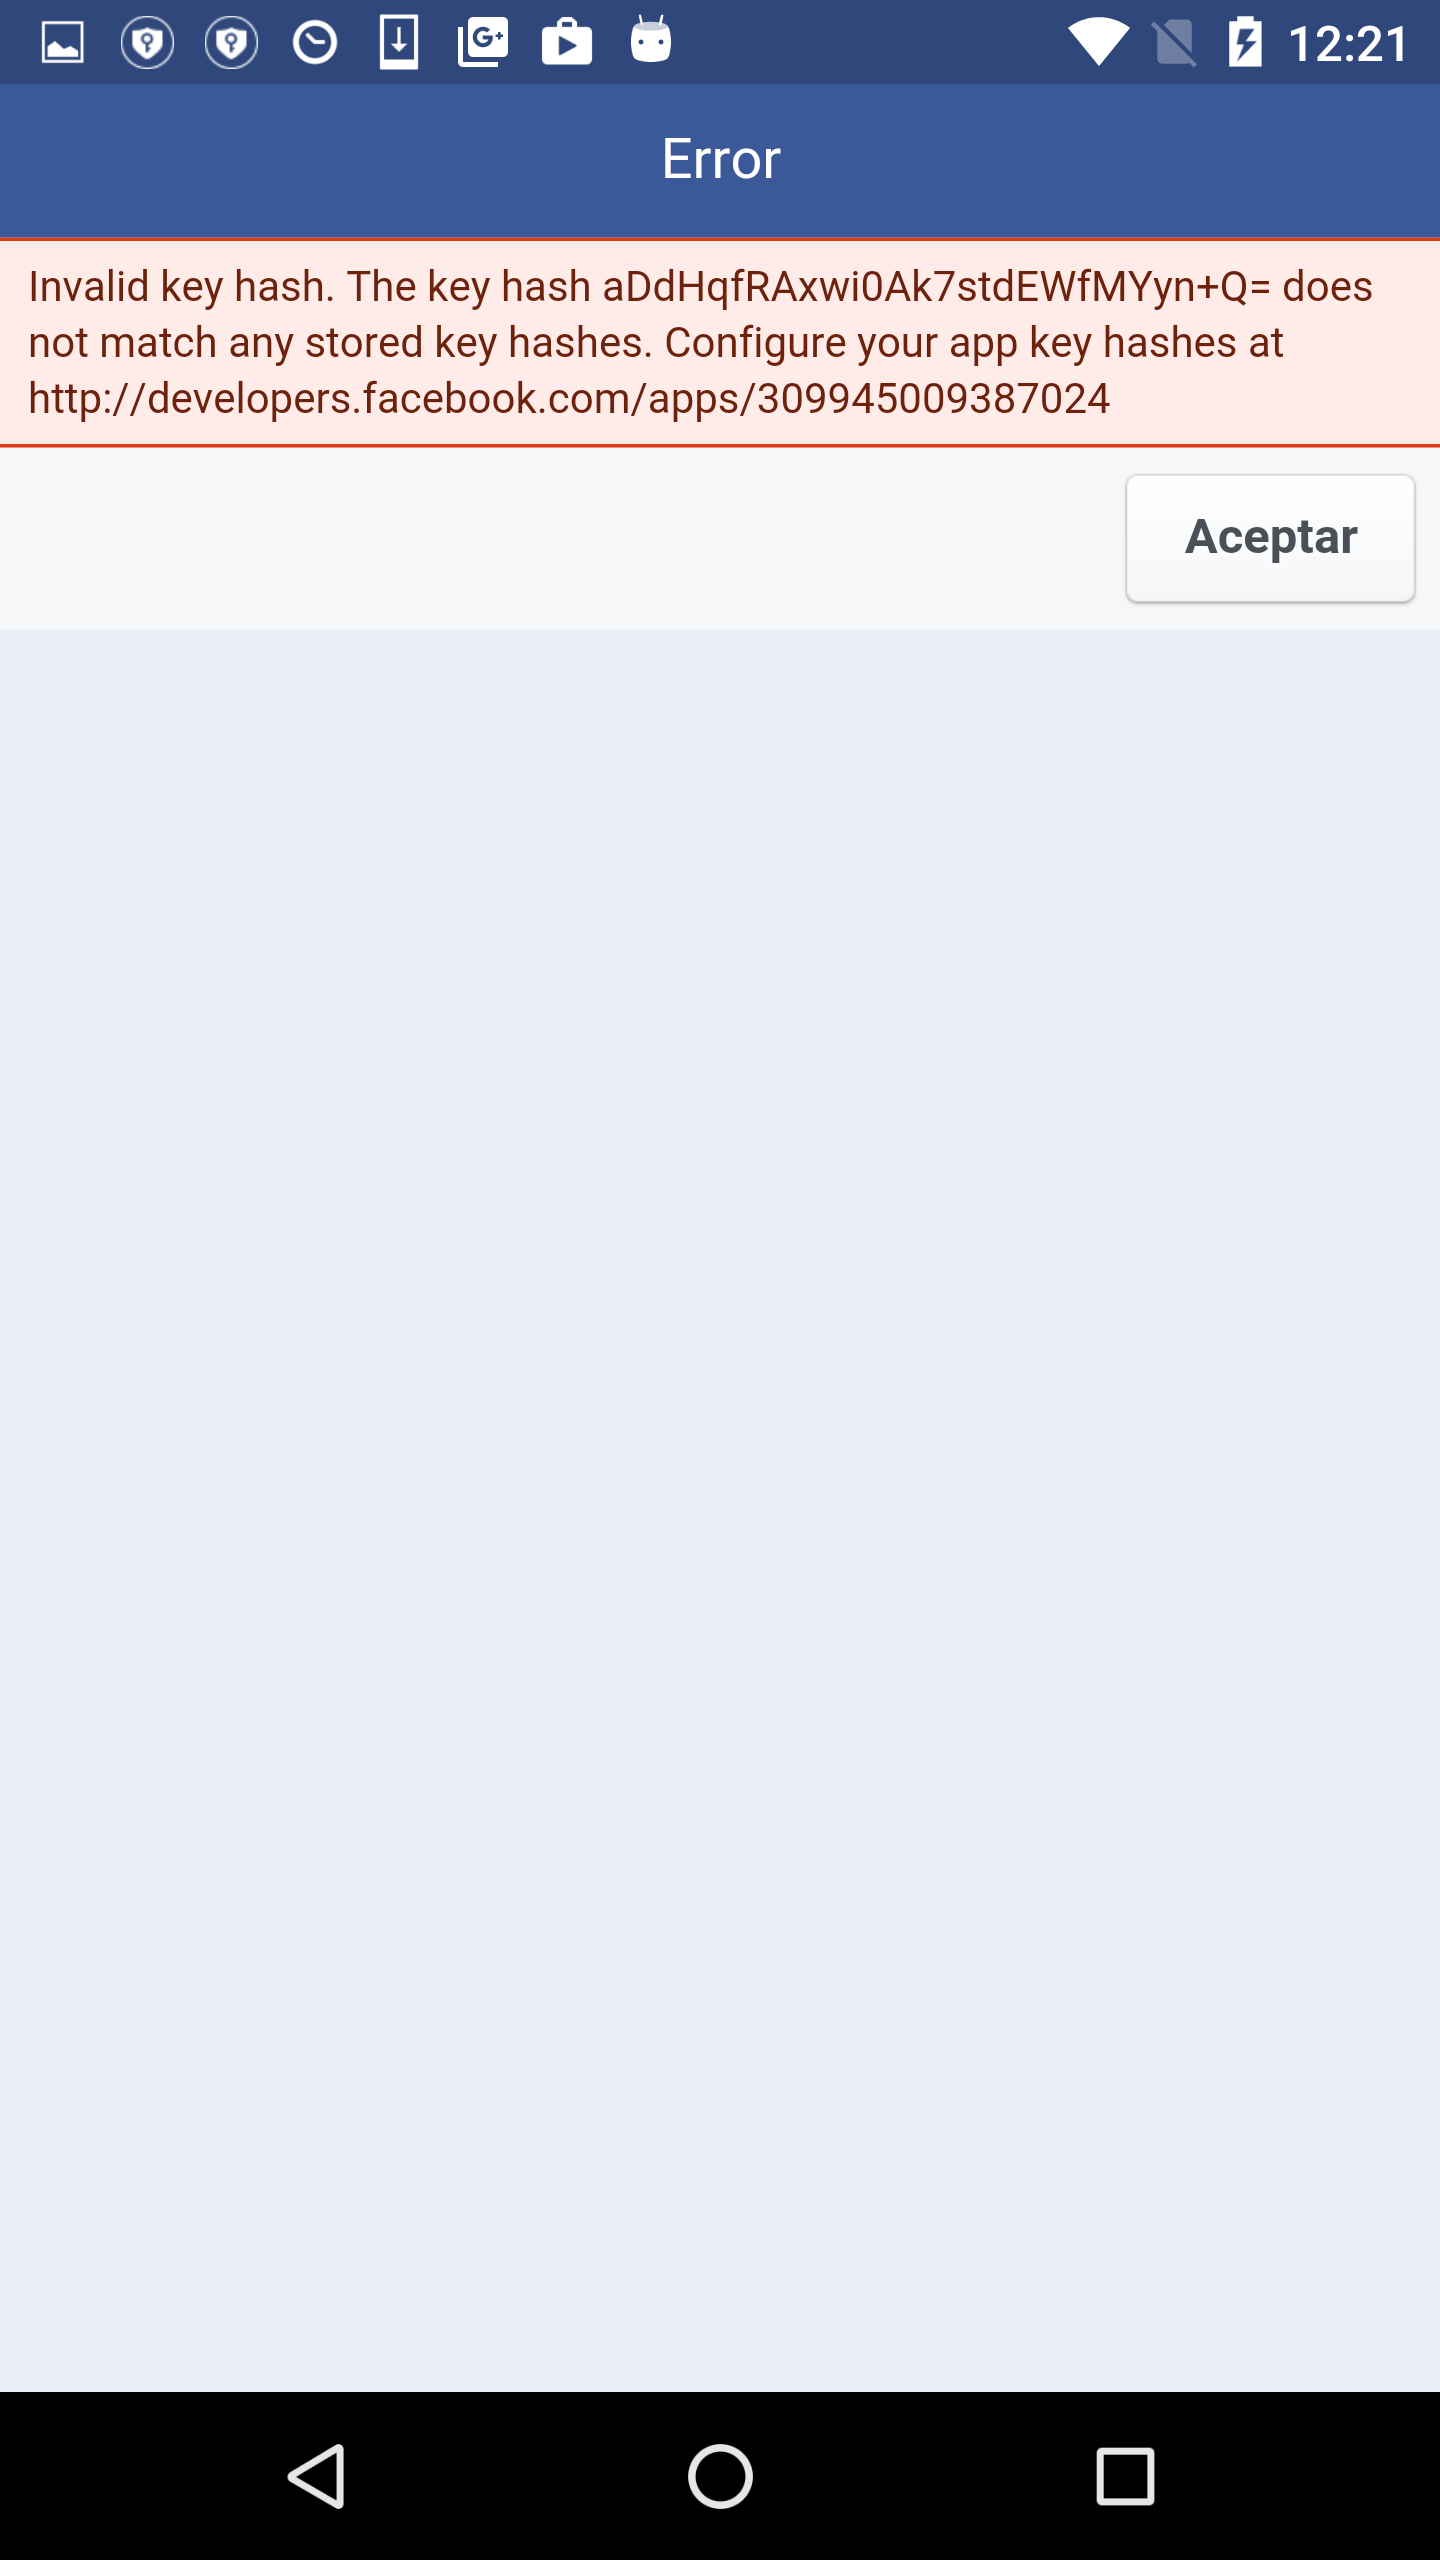 12:21
Error
Invalid key hash. The key hash aDdHqfRAxwi0Ak7stdEWfMYyn+Q= does
not match any stored key hashes. Configure your app key hashes at
http://developers.facebook.com/apps/309945009387024
Aceptar